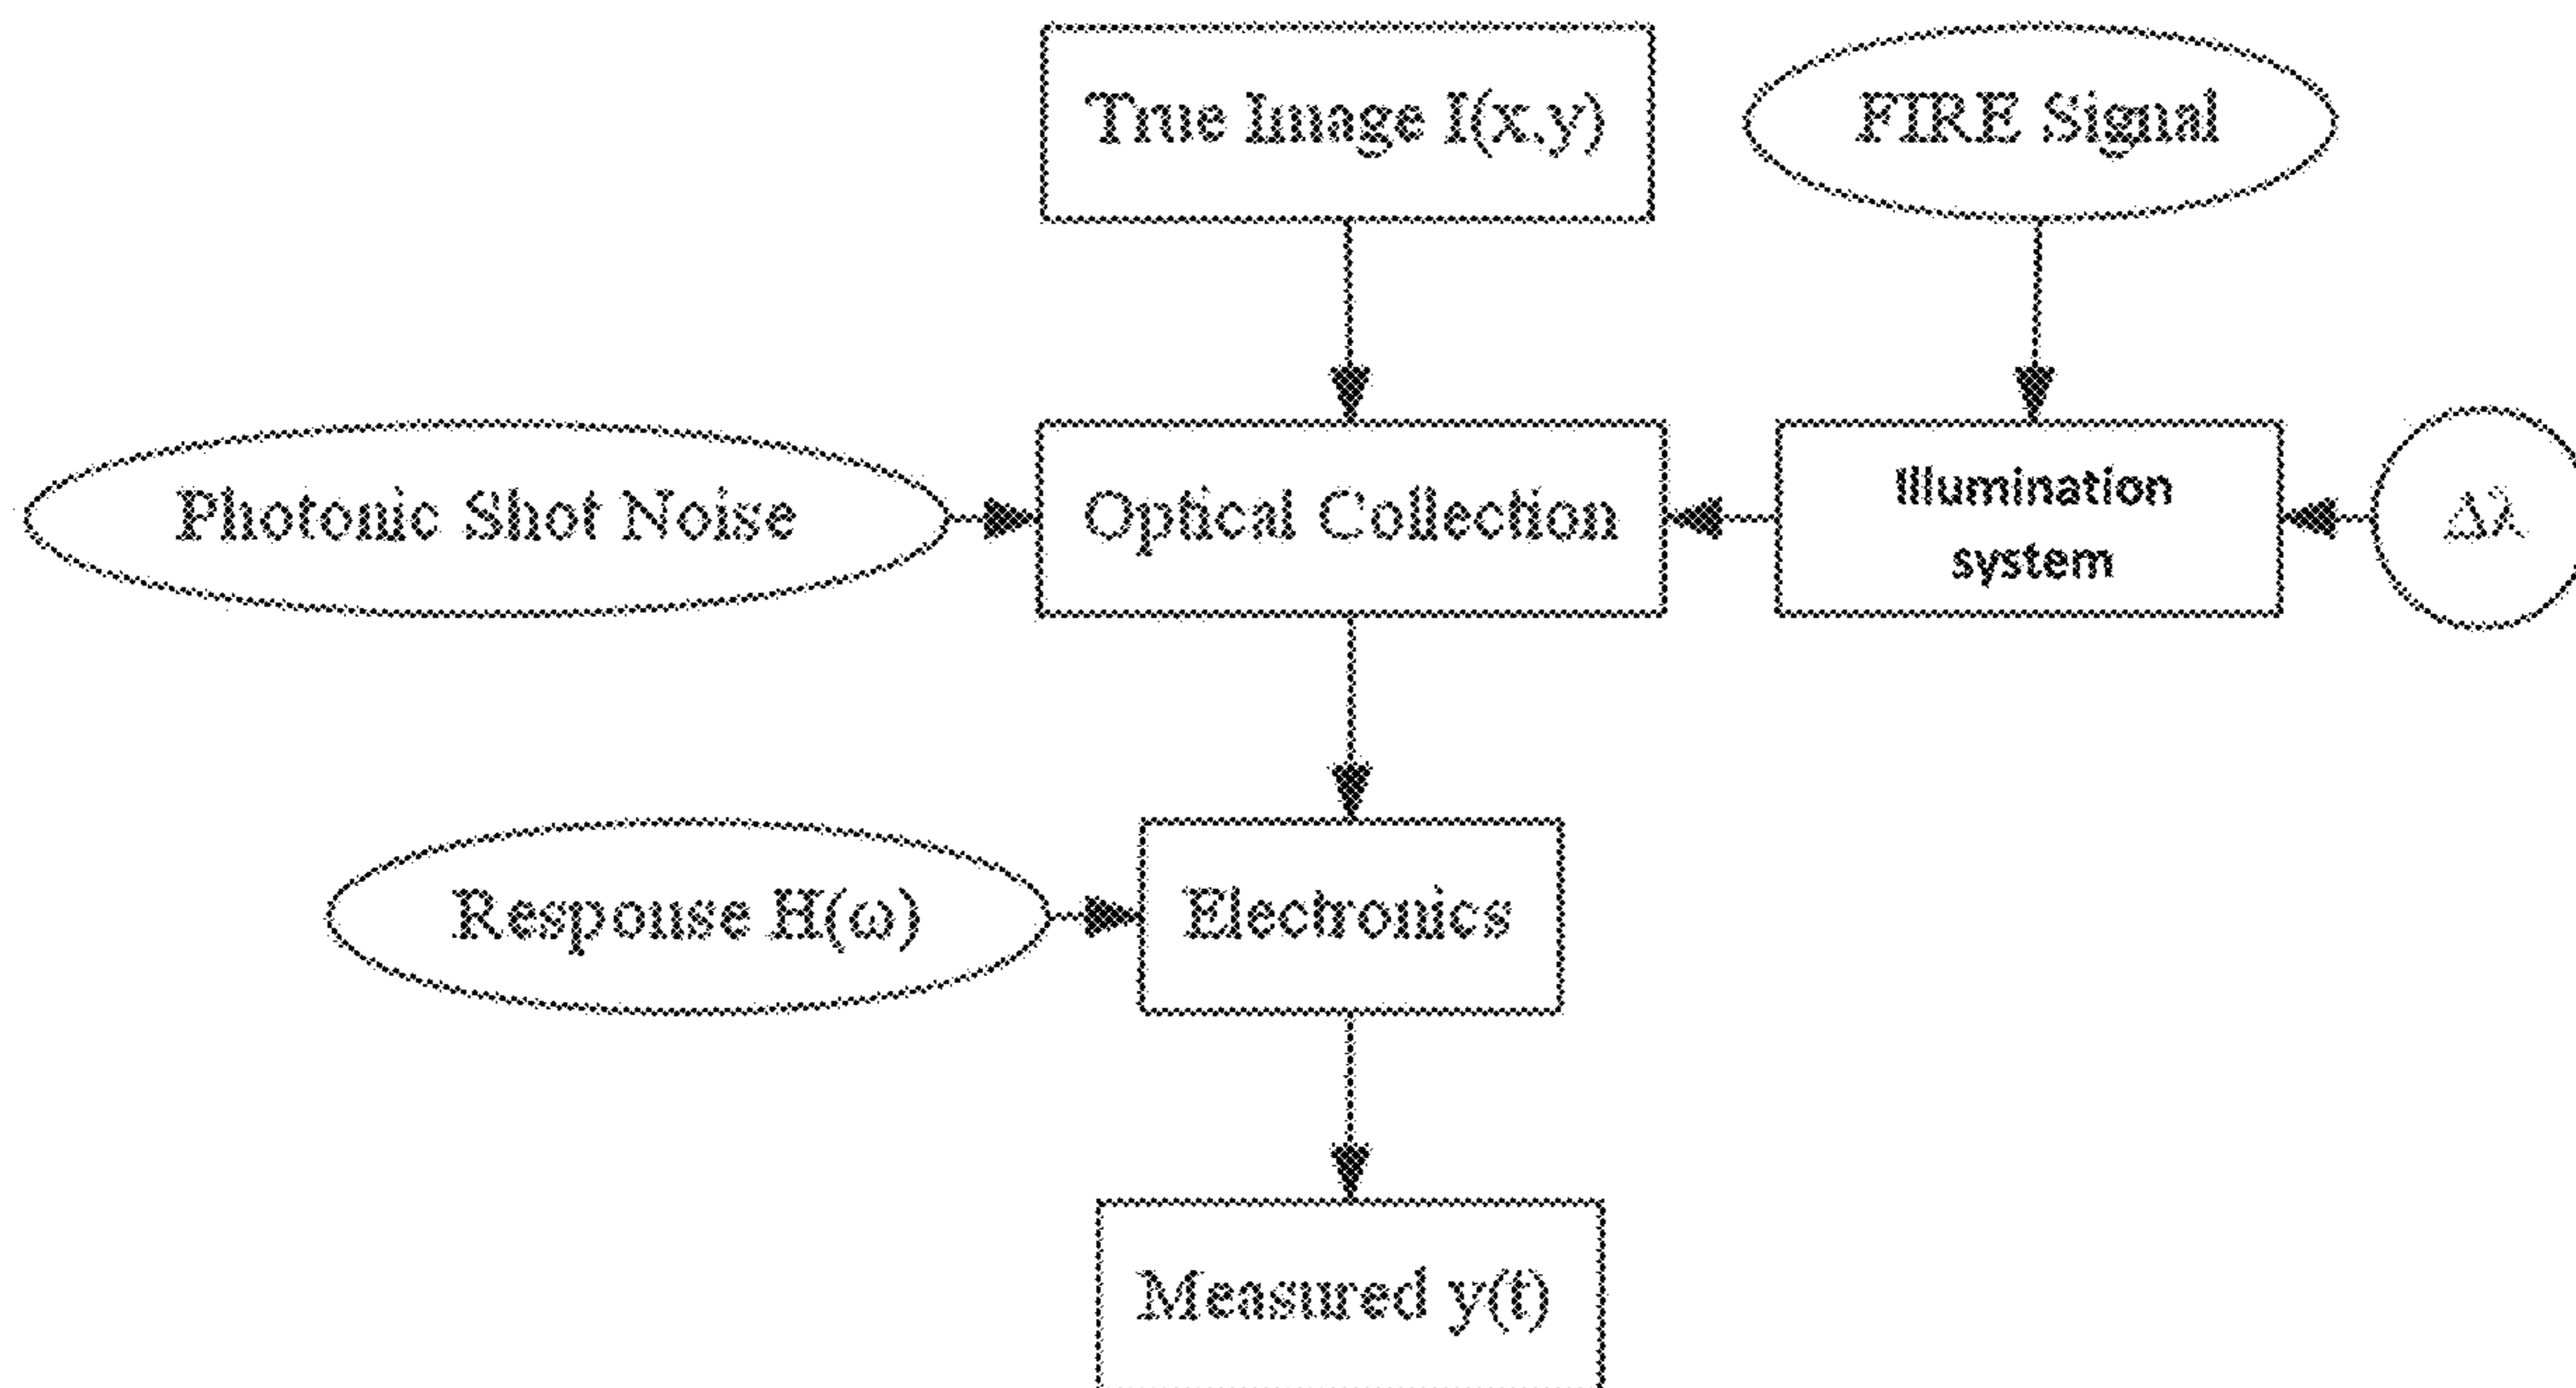 True Image I(x,y)
FIRE Signal
Photonic Shot Noise
Optical Collection
Illumination
system
Δλ
Response H(ω)
Electronics
Measured y(t)